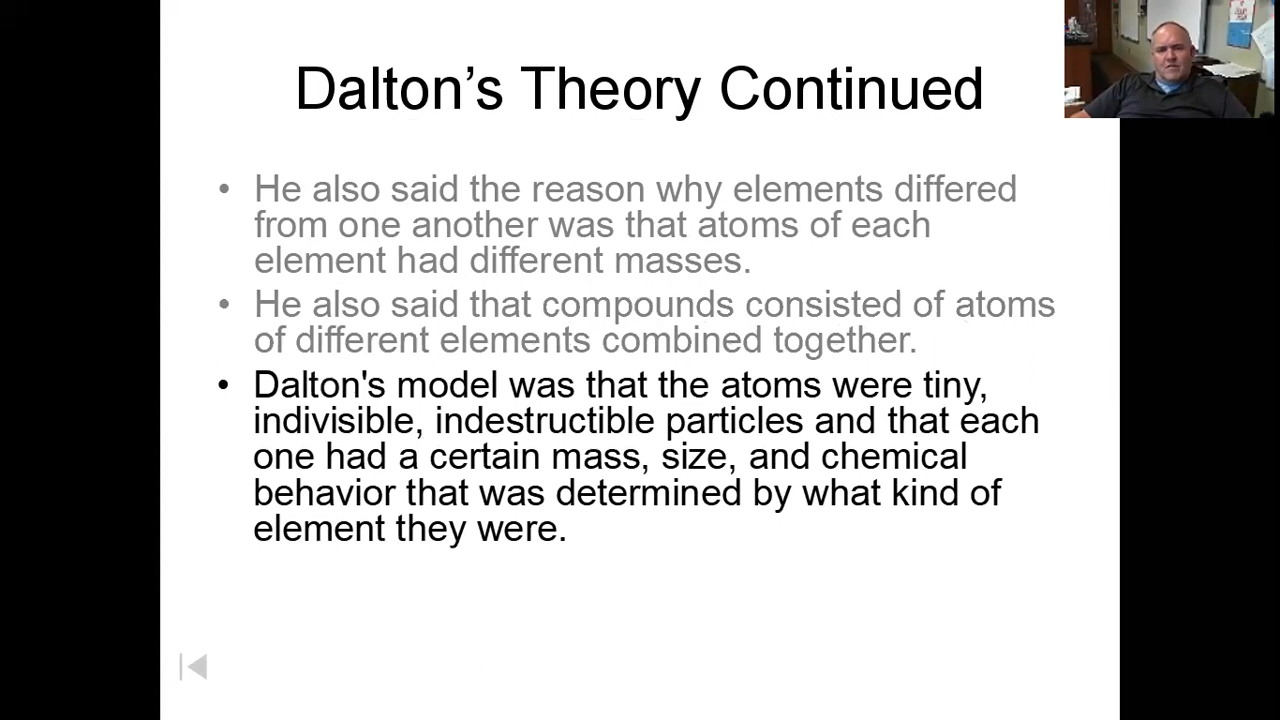 Dalton’s Theory Continued
• He also said the reason why elements differed
from one another was that atoms of each
element had different masses.
• He also said that compounds consisted of atoms
of different elements combined together.
• Dalton's model was that the atoms were tiny,
indivisible, indestructible particles and that each
one had a certain mass, size, and chemical
behavior that was determined by what kind of
element they were.